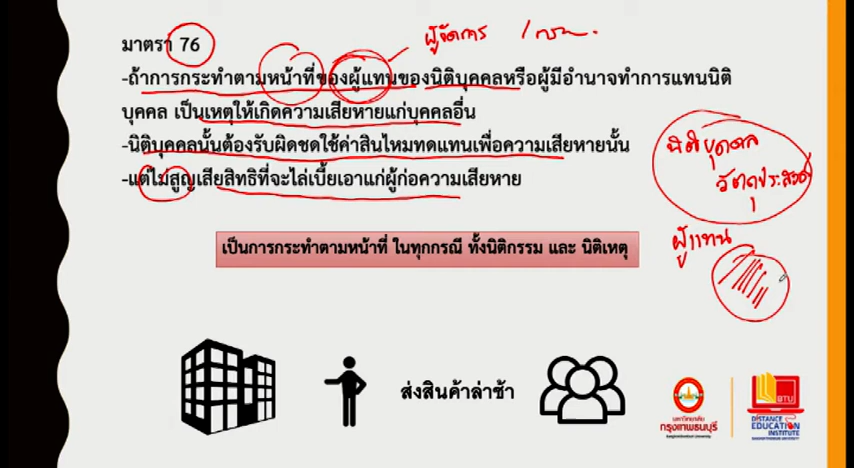 ผู้จัดการ / กรม.
มาตรา 76
-ถ้าการกระทำตามหน้าที่ของผู้แทนของนิติบุคคลหรือผู้มีอำนาจทำการแทนนิติ
บุคคล เป็นเหตุให้เกิดความเสียหายแก่บุคคลอื่น
-นิติบุคคลนั้นต้องรับผิดชดใช้ค่าสินไหมทดแทนเพื่อความเสียหายนั้น
-แต่ไม่สูญเสียสิทธิที่จะไล่เบี้ยเอาแก่ผู้ก่อความเสียหาย
นิติบุคคล
วัตถุประสงค์
ผู้แทน
เป็นการกระทำตามหน้าที่ ในทุกกรณี ทั้งนิติกรรม และ นิติเหตุ
ส่งสินค้าล่าช้า
มหาวิทยาลัย
กรุงเทพธนบุรี
Bangkokthonburi University
BTU
DISTANCE
EDUCATION
INSTITUTE
BANGKOKTHONBURI UNIVERSITY